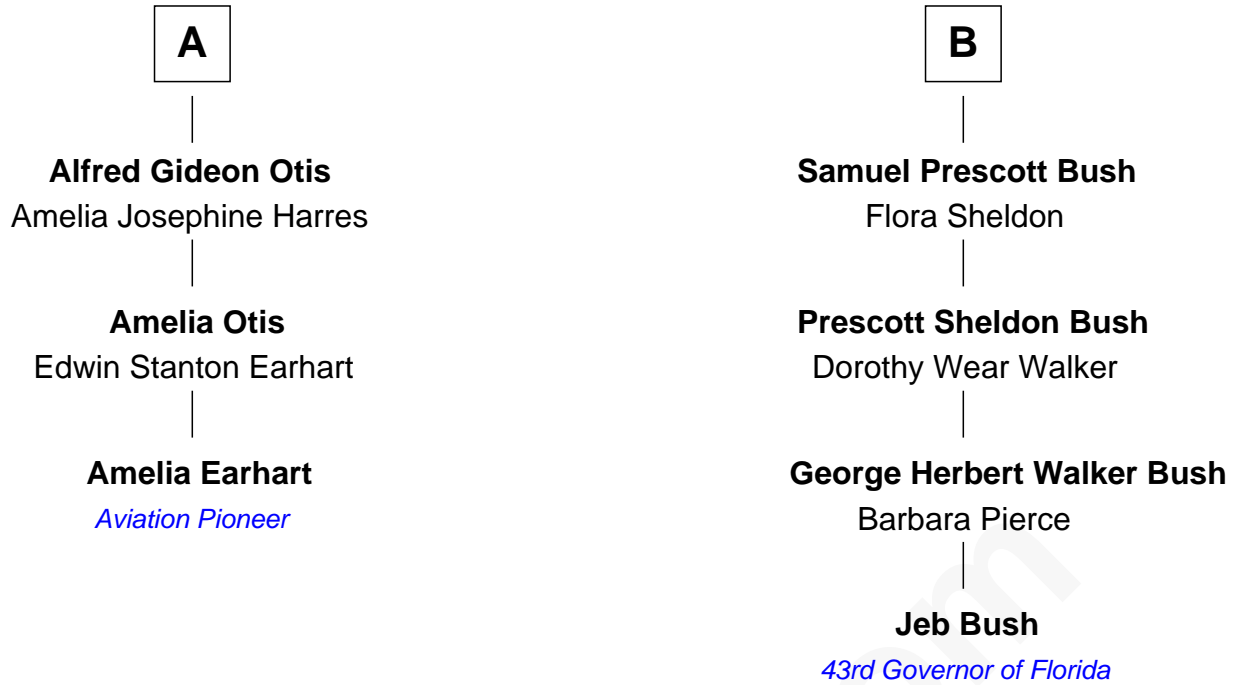 A
Alfred Gideon Otis
Amelia Josephine Harres
Amelia Otis
Edwin Stanton Earhart
Amelia Earhart
Aviation Pioneer
B
Samuel Prescott Bush
Flora Sheldon
Prescott Sheldon Bush
Dorothy Wear Walker
George Herbert Walker Bush
Barbara Pierce
Jeb Bush
43rd Governor of Florida